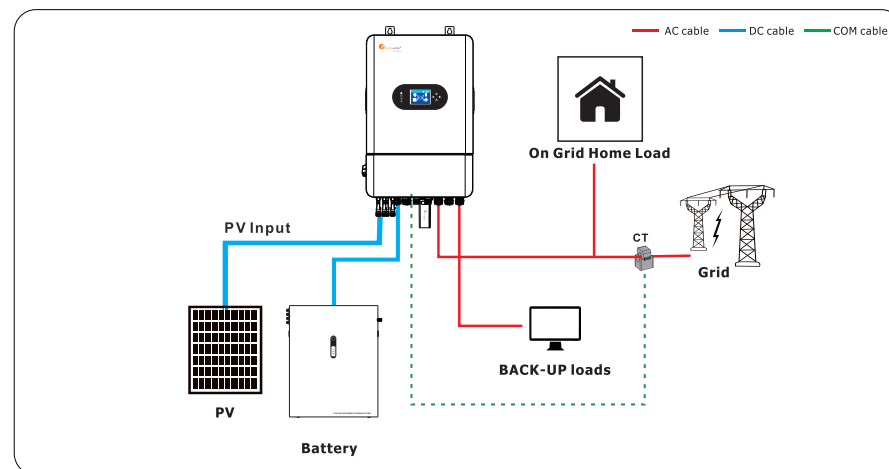 AC cable
DC cable
COM cable
On Grid Home Load
PV Input
CT
Grid
BACK-UP loads
PV
Battery